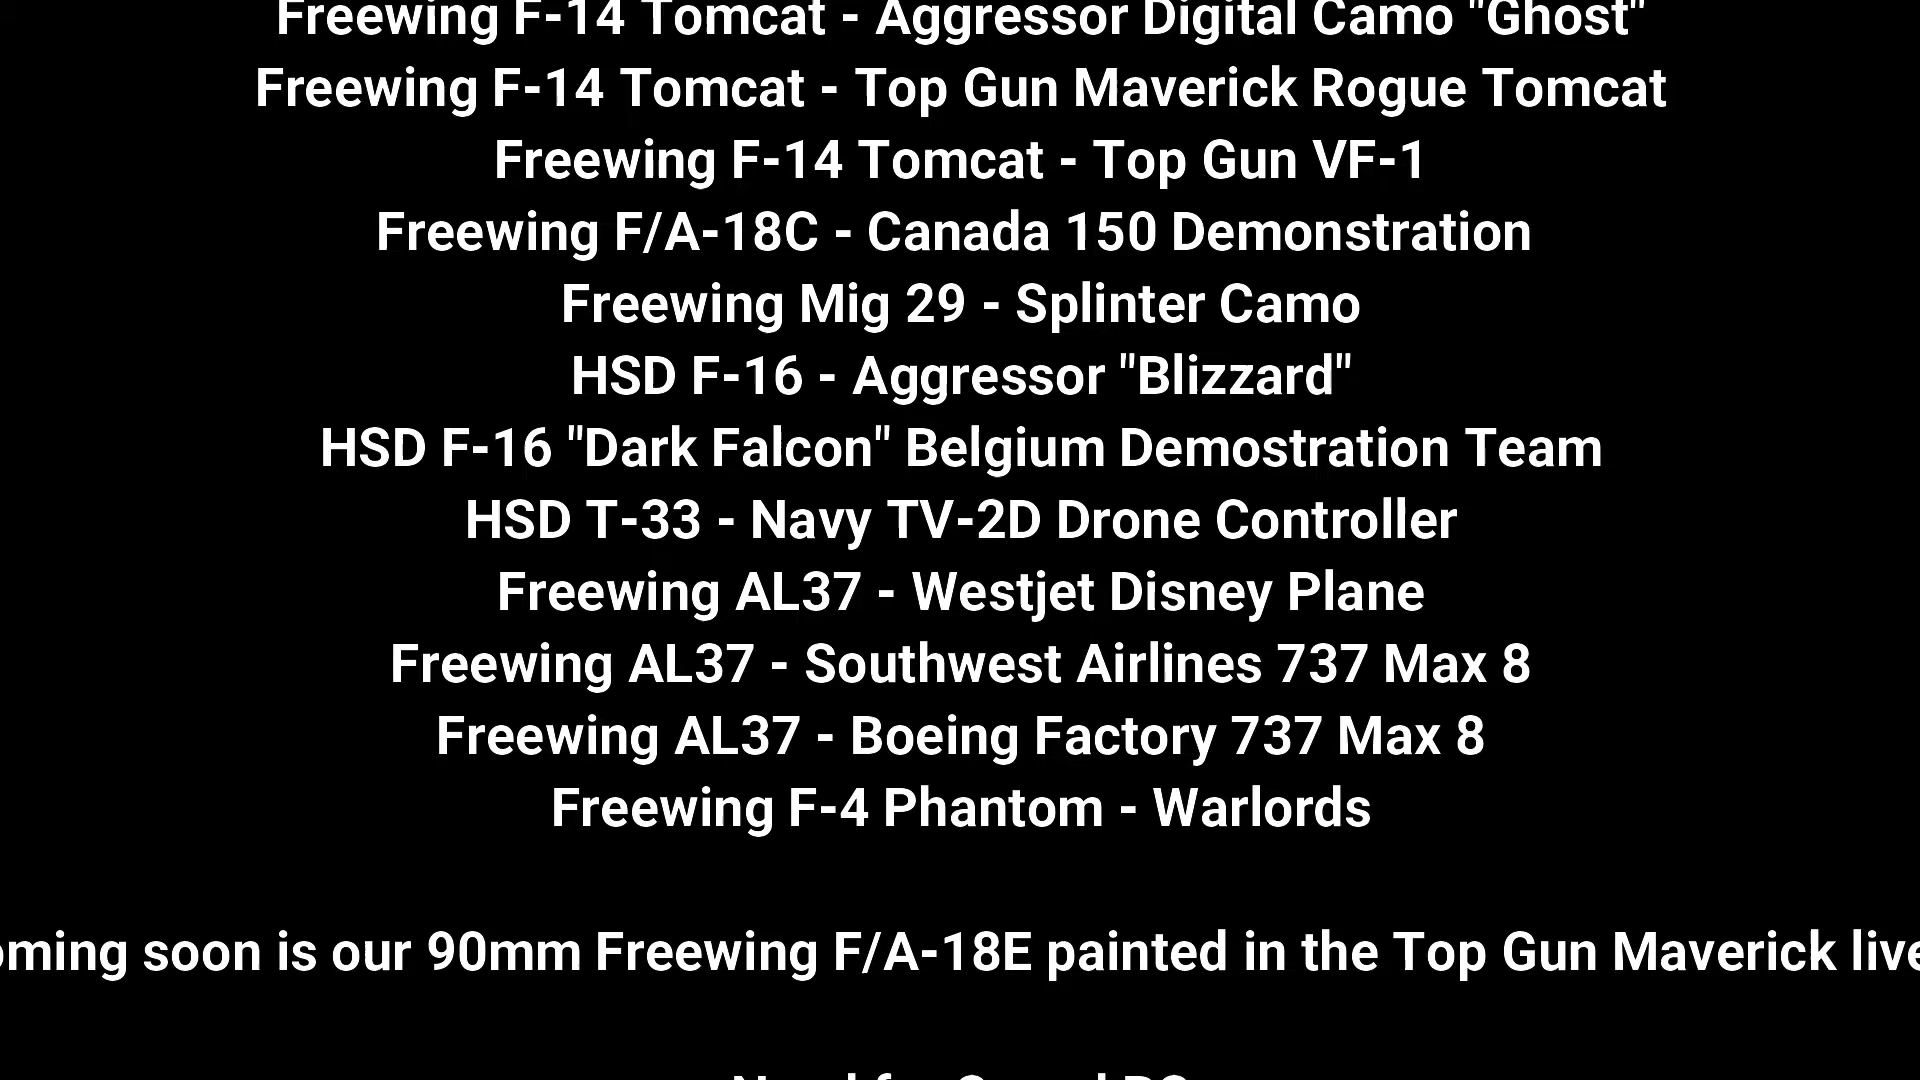 Freewing F-14 Tomcat - Aggressor Digital Camo "Ghost"
Freewing F-14 Tomcat - Top Gun Maverick Rogue Tomcat
Freewing F-14 Tomcat - Top Gun VF-1
Freewing F/A-18C - Canada 150 Demonstration
Freewing Mig 29 - Splinter Camo
HSD F-16 - Aggressor "Blizzard"
HSD F-16 "Dark Falcon" Belgium Demostration Team
HSD T-33 - Navy TV-2D Drone Controller
Freewing AL37 - Westjet Disney Plane
Freewing AL37 - Southwest Airlines 737 Max 8
Freewing AL37 - Boeing Factory 737 Max 8
Freewing F-4 Phantom - Warlords
oming soon is our 90mm Freewing F/A-18E painted in the Top Gun Maverick live